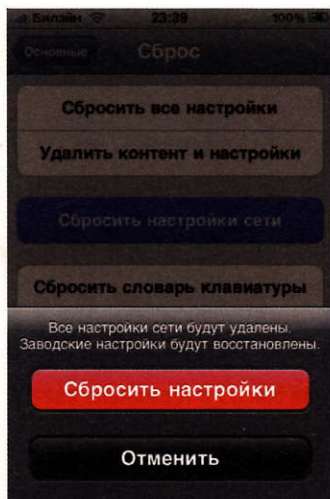 Билайн 23:39 100%
Основные Сброс
Сбросить все настройки
Удалить контент и настройки
Сбросить настройки сети
Сбросить словарь клавиатуры
Все настройки сети будут удалены.
Заводские настройки будут восстановлены.
Сбросить настройки
Отменить